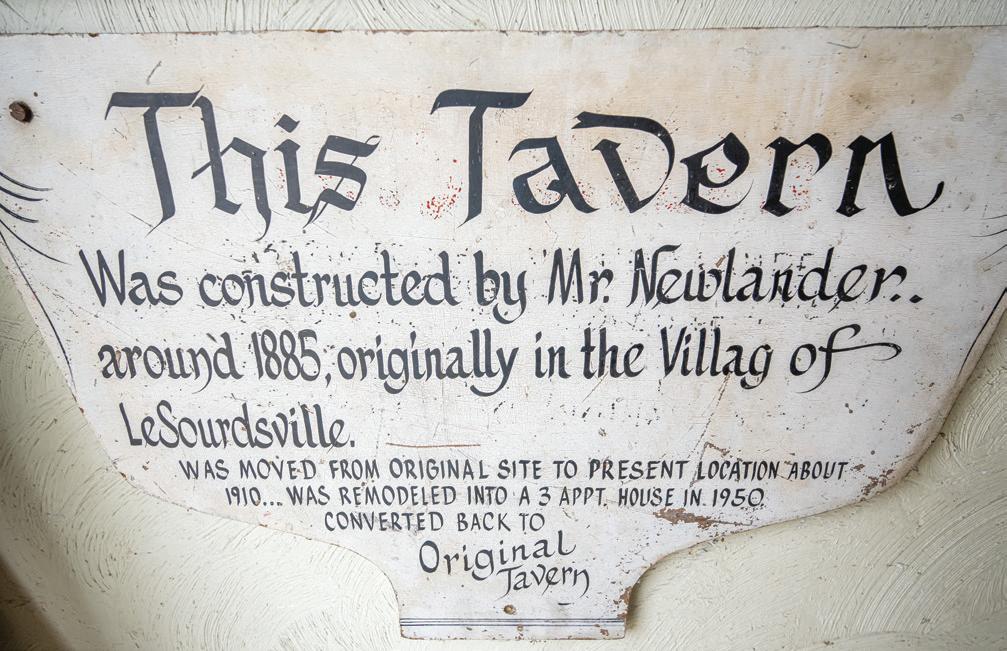 This Tavern
Was constructed by Mr. Newlander..
around 1885, originally in the Villag of
LeSourdsville.
WAS MOVED FROM ORIGINAL SITE TO PRESENT LOCATION ABOUT
1910... WAS REMODELED INTO A 3 APPT. HOUSE IN 1950
CONVERTED BACK TO
Original
Tavern